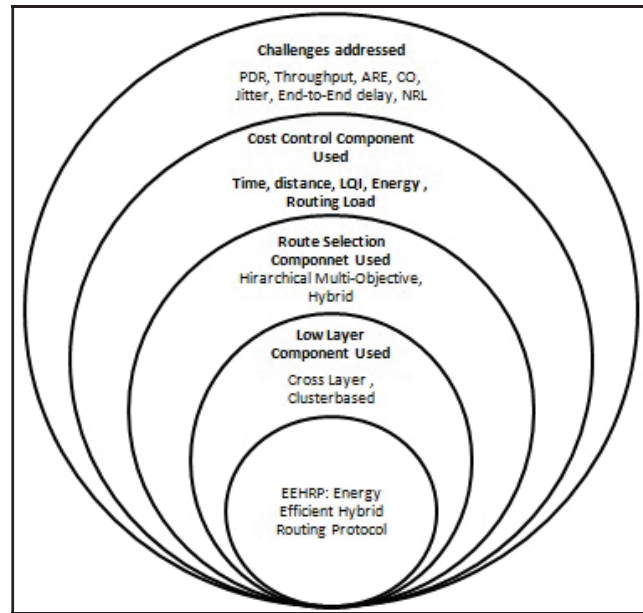 Challenges addressed
PDR, Throughput, ARE, CO,
Jitter, End-to-End delay, NRL
Cost Control Component
Used
Time, distance, LQI, Energy ,
Routing Load
Route Selection
Componnet Used
Hirarchical Multi-Objective,
Hybrid
Low Layer
Component Used
Cross Layer ,
Clusterbased
EEHRP: Energy
Efficient Hybrid
Routing Protocol